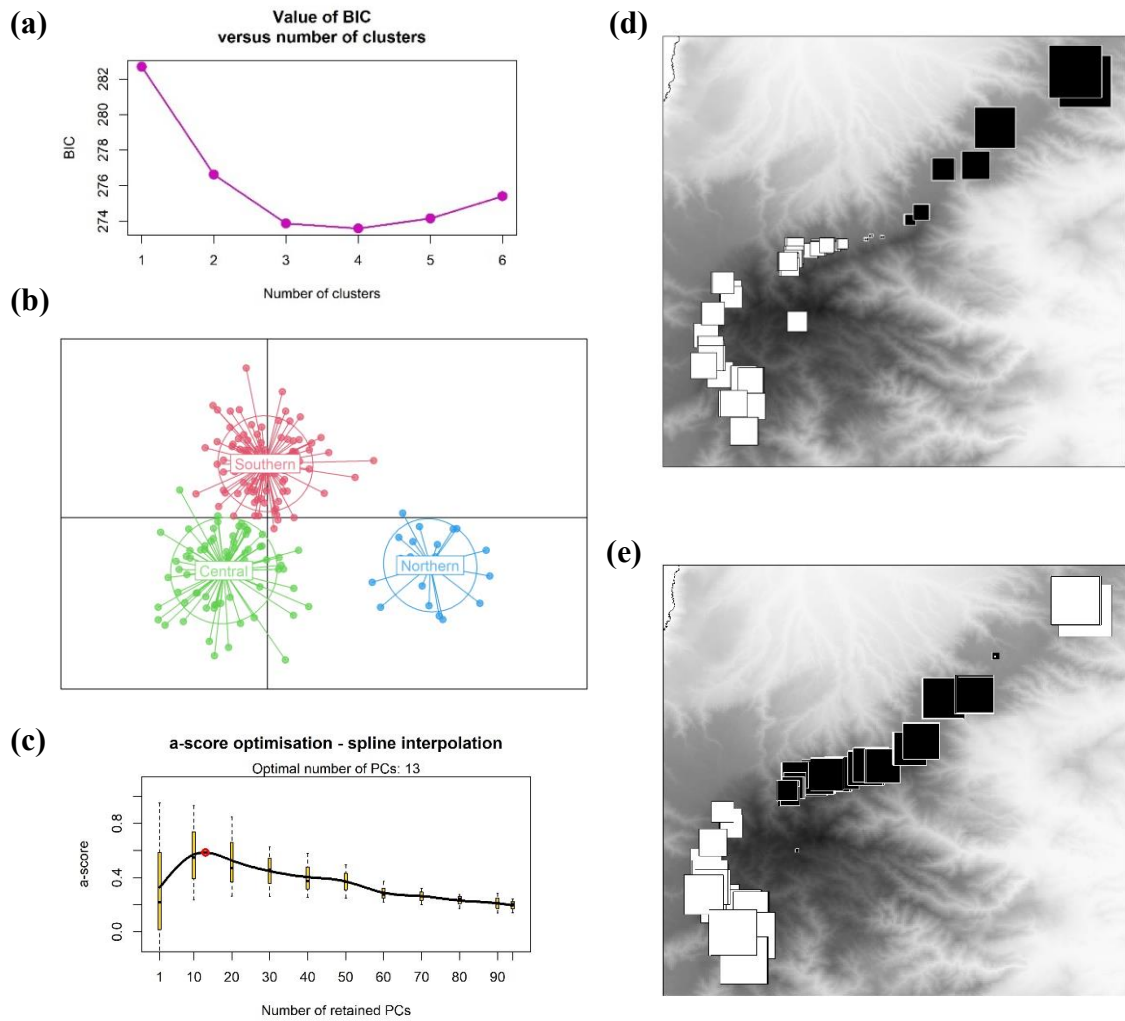 (a)
Value of BIC
versus number of clusters
BIC
282
280
278
276
274
1 2 3 4 5 6
Number of clusters
(b)
Southern
Central
Northern
(c)
a-score optimisation - spline interpolation
Optimal number of PCs: 13
a-score
0.8
0.4
0.0
1 10 20 30 40 50 60 70 80 90
Number of retained PCs
(d)
(e)